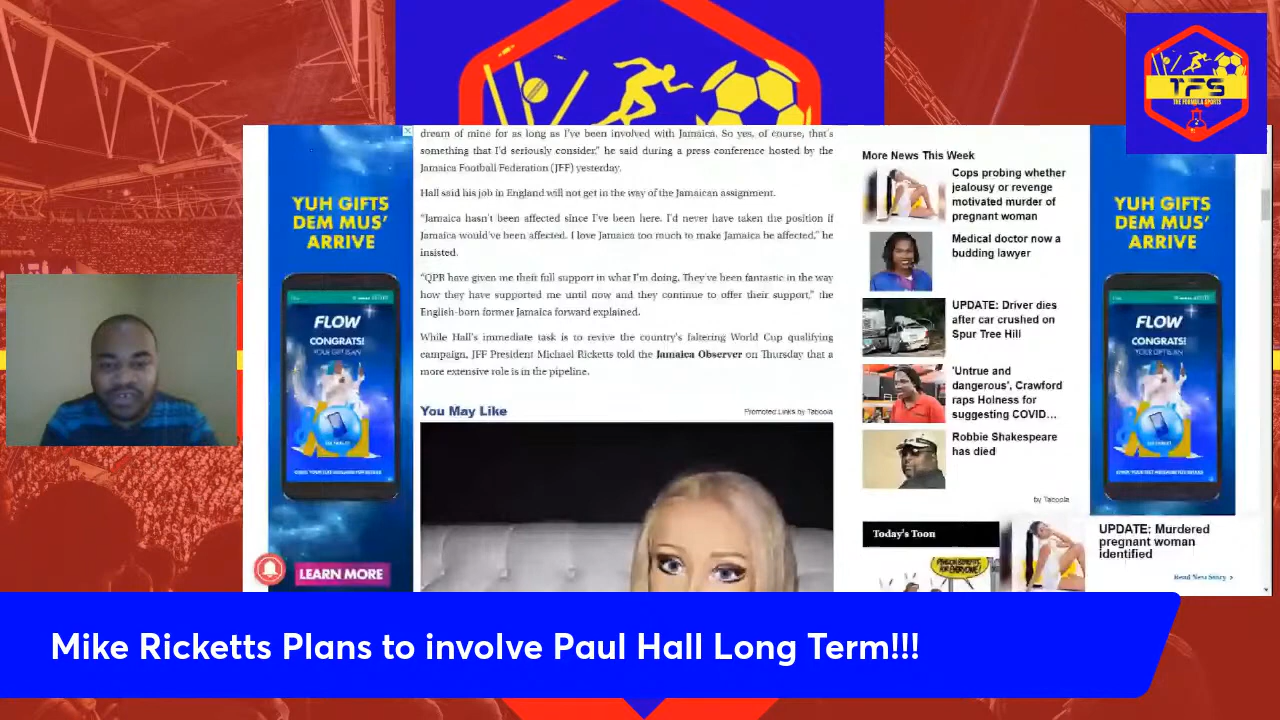 TFS
THE FORMULA SPORTS
dream of mine for as long as I've been involved with Jamaica. So yes, of course, that's
something that I'd seriously consider," he said during a press conference hosted by the
Jamaica Football Federation (JFF) yesterday.
Hall said his job in England will not get in the way of the Jamaican assignment.
"Jamaica hasn't been affected since I've been here. I'd never have taken the position if
Jamaica would've been affected. I love Jamaica too much to make Jamaica be affected," he
insisted.
"QPR have given me their full support in what I'm doing. They've been fantastic in the way
how they have supported me until now and they continue to offer their support," the
English-born former Jamaica forward explained.
While Hall's immediate task is to revive the country's faltering World Cup qualifying
campaign, JFF President Michael Ricketts told the Jamaica Observer on Thursday that a
more extensive role is in the pipeline.
You May Like
Promoted Links by Taboola
YUH GIFTS
DEM MUS'
ARRIVE
FLOW
CONGRATS!
YOUR GIFT IS AN
LEARN MORE
More News This Week
Cops probing whether
jealousy or revenge
motivated murder of
pregnant woman
Medical doctor now a
budding lawyer
UPDATE: Driver dies
after car crushed on
Spur Tree Hill
'Untrue and
dangerous', Crawford
raps Holness for
suggesting COVID...
Robbie Shakespeare
has died
by Taboola
Today's Toon
YUH GIFTS
DEM MUS'
ARRIVE
FLOW
CONGRATS!
YOUR GIFT IS AN
UPDATE: Murdered
pregnant woman
identified
Read Next Story >
Mike Ricketts Plans to involve Paul Hall Long Term!!!